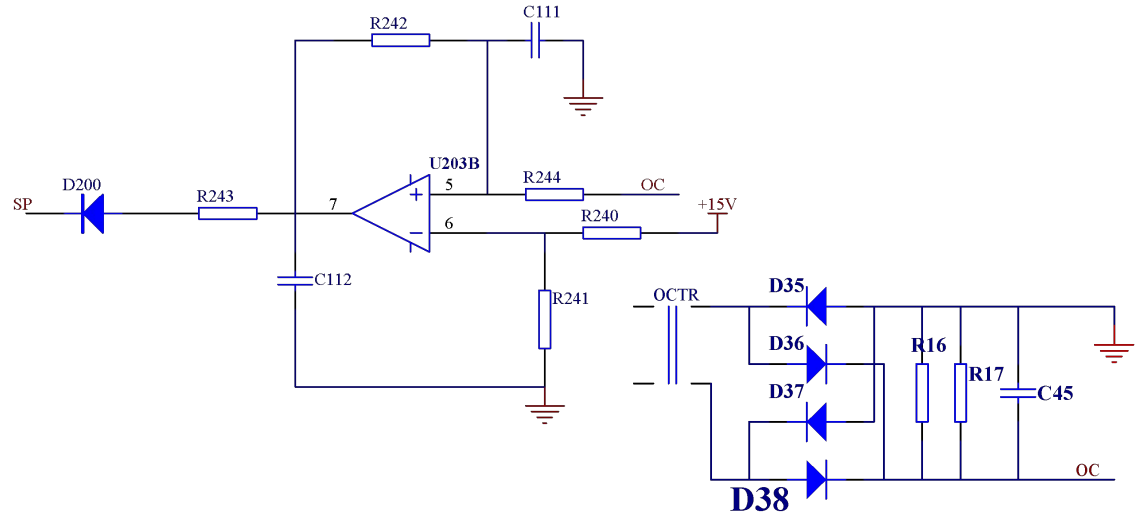 C111
R242
U203B
D200
R243
7
5
R244
OC
SP
+15V
6
R240
C112
R241
OCTR
D35
D36
R16
R17
D37
C45
OC
D38